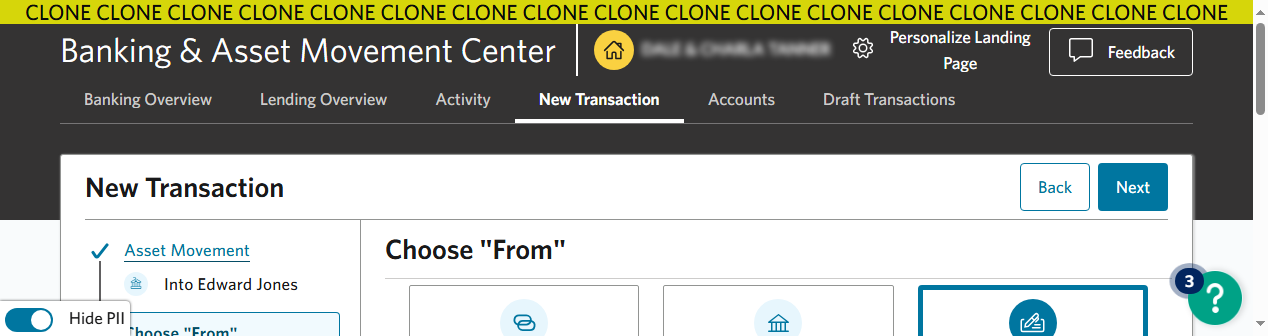 CLONE CLONE CLONE CLONE CLONE CLONE CLONE CLONE CLONE CLONE CLONE CLONE CLONE CLONE CLONE CLONE CLONE
Banking & Asset Movement Center
Personalize Landing
Page
Feedback
Banking Overview Lending Overview Activity New Transaction Accounts Draft Transactions
New Transaction
Back Next
Asset Movement
Into Edward Jones
Choose "From"
3
?
Hide PII
Choose "From"